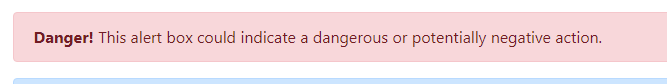 Danger! This alert box could indicate a dangerous or potentially negative action.